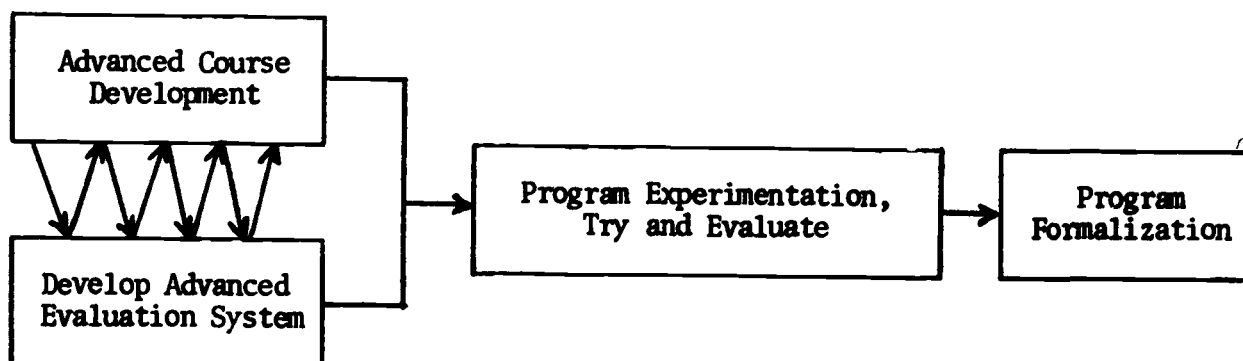 Advanced Course
Development
Develop Advanced
Evaluation System
Program Experimentation,
Try and Evaluate
Program
Formalization